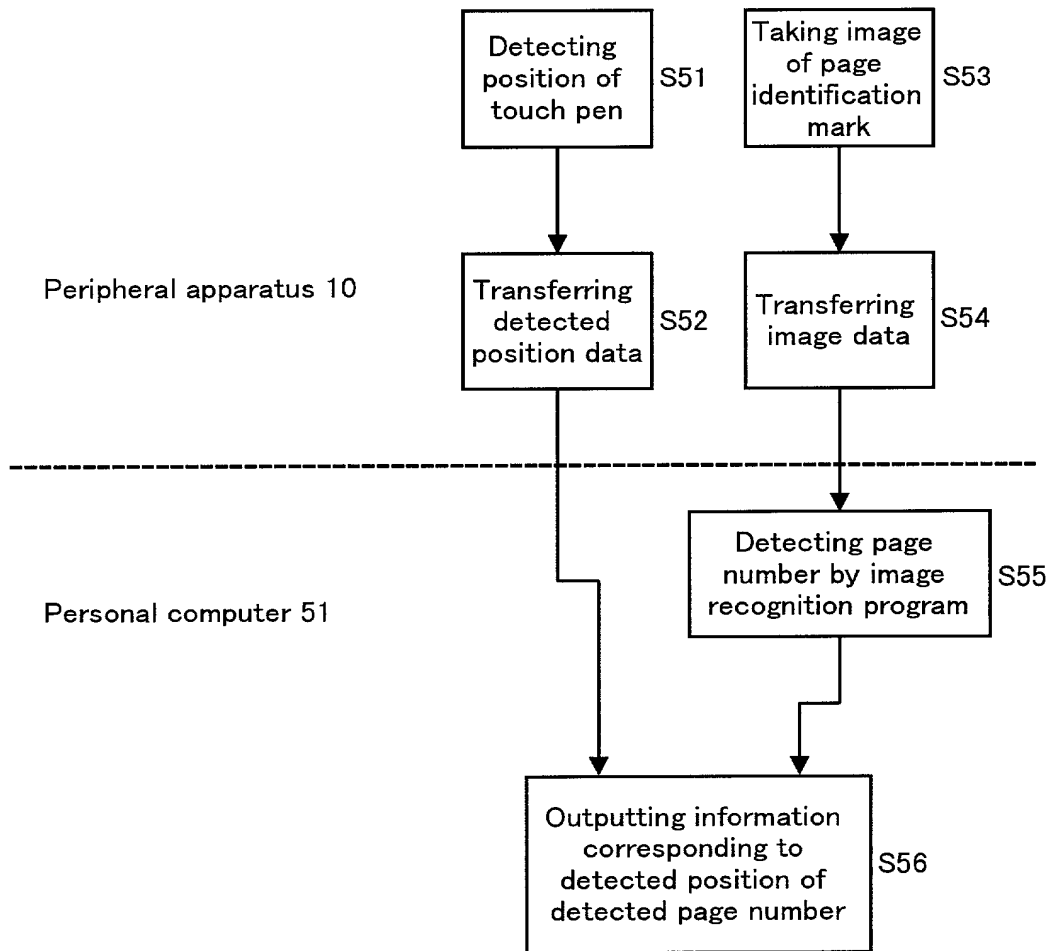 Detecting
position of
touch pen
S51
Taking image
of page
identification
mark
S53
Peripheral apparatus 10
Transferring
detected
position data
S52
Transferring
image data
S54
Detecting page
number by image
recognition program
S55
Personal computer 51
Outputting information
corresponding to
detected position of
detected page number
S56